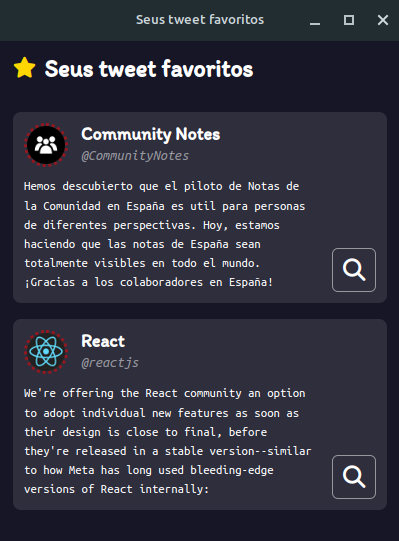 Seus tweet favoritos
Seus tweet favoritos
Community Notes
@CommunityNotes
Hemos descubierto que el piloto de Notas de
la Comunidad en España es util para personas
de diferentes perspectivas. Hoy, estamos
haciendo que las notas de España sean
totalmente visibles en todo el mundo.
¡Gracias a los colaboradores en España!
React
@reactjs
We're offering the React community an option
to adopt individual new features as soon as
their design is close to final, before
they're released in a stable version--similar
to how Meta has long used bleeding-edge
versions of React internally: